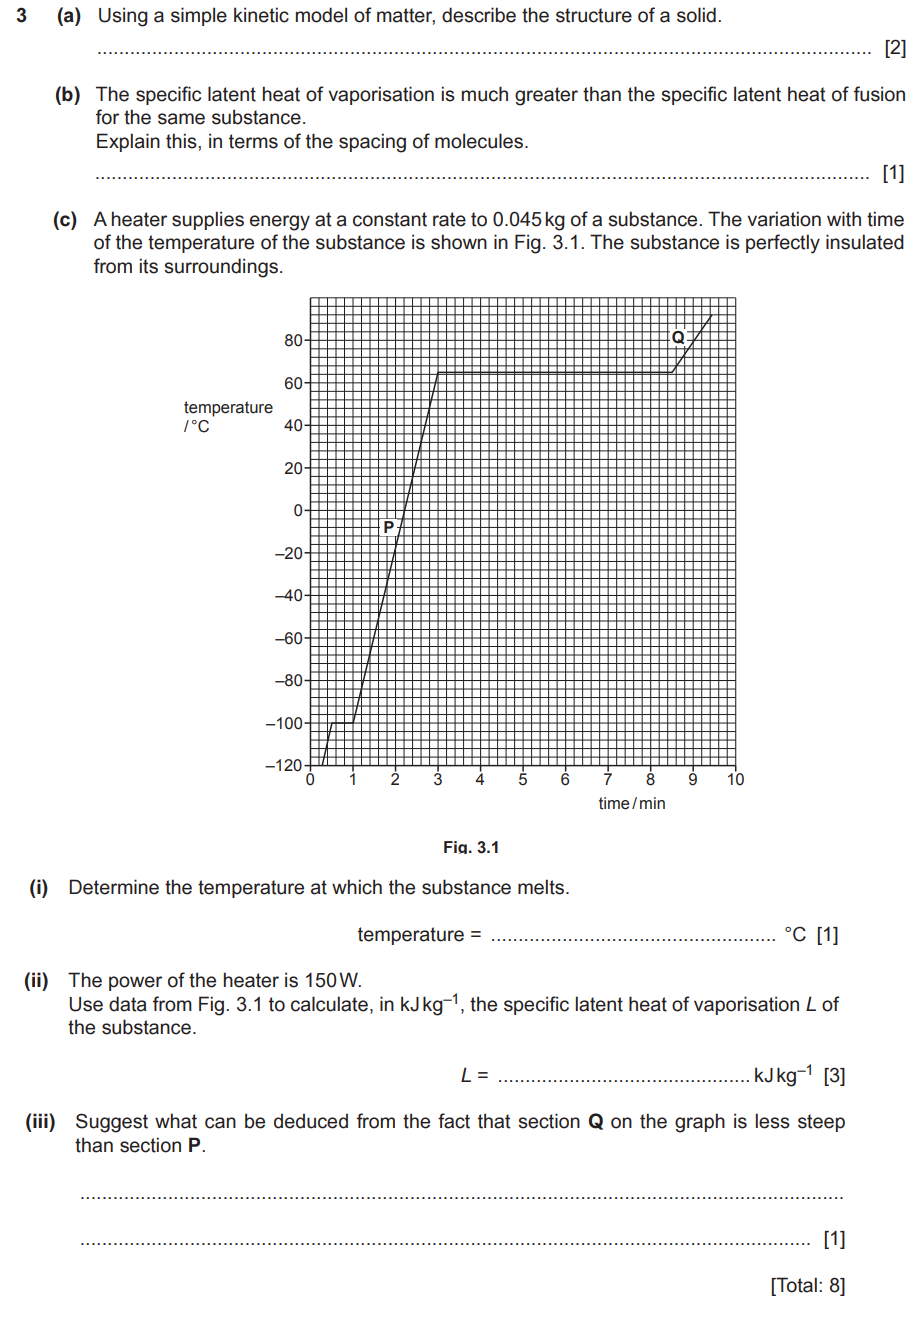 3 (a) Using a simple kinetic model of matter, describe the structure of a solid.
.................................................................................................................................................. [2]
(b) The specific latent heat of vaporisation is much greater than the specific latent heat of fusion
for the same substance.
Explain this, in terms of the spacing of molecules.
.................................................................................................................................................. [1]
(c) A heater supplies energy at a constant rate to 0.045 kg of a substance. The variation with time
of the temperature of the substance is shown in Fig. 3.1. The substance is perfectly insulated
from its surroundings.
80
Q
60
temperature
/ °C
40
20
0
P
–20
–40
–60
–80
–100
–120
0 1 2 3 4 5 6 7 8 9 10
time / min
Fig. 3.1
(i) Determine the temperature at which the substance melts.
temperature = ...................................................... °C [1]
(ii) The power of the heater is 150 W.
Use data from Fig. 3.1 to calculate, in kJ kg⁻¹, the specific latent heat of vaporisation L of
the substance.
L = ................................................ kJ kg⁻¹ [3]
(iii) Suggest what can be deduced from the fact that section Q on the graph is less steep
than section P.
..................................................................................................................................................
.......................................................................................................................................... [1]
[Total: 8]